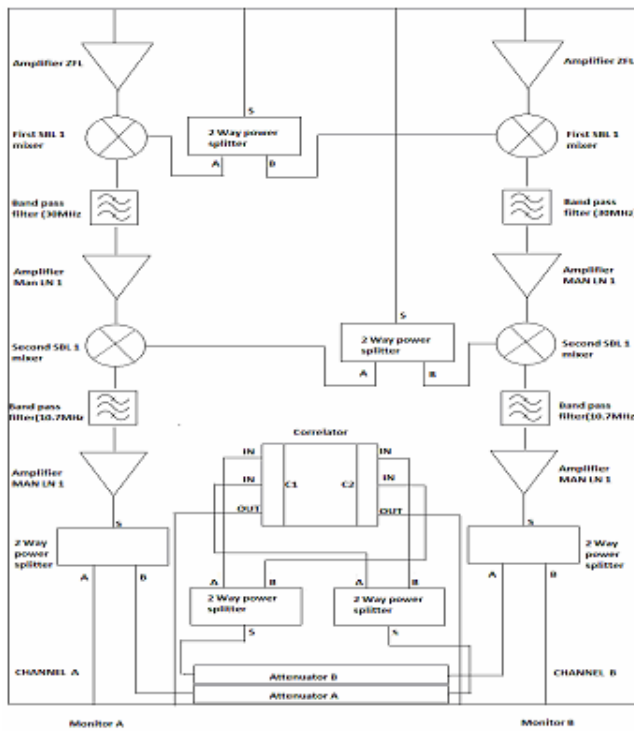 Amplifier ZFL
Amplifier ZFL
S
First SBL 1
mixer
2 Way power
splitter
A
B
First SBL 1
mixer
Band pass
filter (30MHz
Band pass
filter (30MHz)
Amplifier
Man LN 1
Amplifier
MAN LN 1
S
Second SBL 1
mixer
2 Way power
splitter
A
B
Second SBL 1
mixer
Band pass
filter(10.7MHz
Band pass
filter(10.7MHz
Correlator
IN
IN
OUT
C1
C2
IN
IN
OUT
Amplifier
MAN LN 1
Amplifier
MAN LN 1
S
2 Way power
splitter
A
B
S
2 Way power
splitter
A
B
A
B
2 Way power
splitter
S
A
B
2 Way power
splitter
S
CHANNEL A
Attenuator B
Attenuator A
CHANNEL B
Monitor A
Monitor B